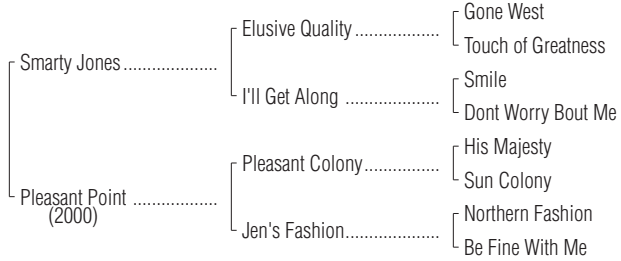 Gone West
Elusive Quality ..................
Touch of Greatness
Smarty Jones ...................
Smile
I'll Get Along ....................
Dont Worry Bout Me
His Majesty
Pleasant Colony................
Sun Colony
Pleasant Point .................
(2000)
Northern Fashion
Jen's Fashion....................
Be Fine With Me